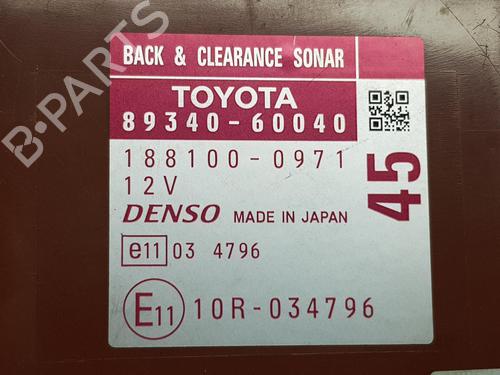 BACK & CLEARANCE SONAR
TOYOTA
89340-60040
188100-0971
12V
45
DENSO MADE IN JAPAN
e11 03 4796
E11 10R-034796
B-PARTS